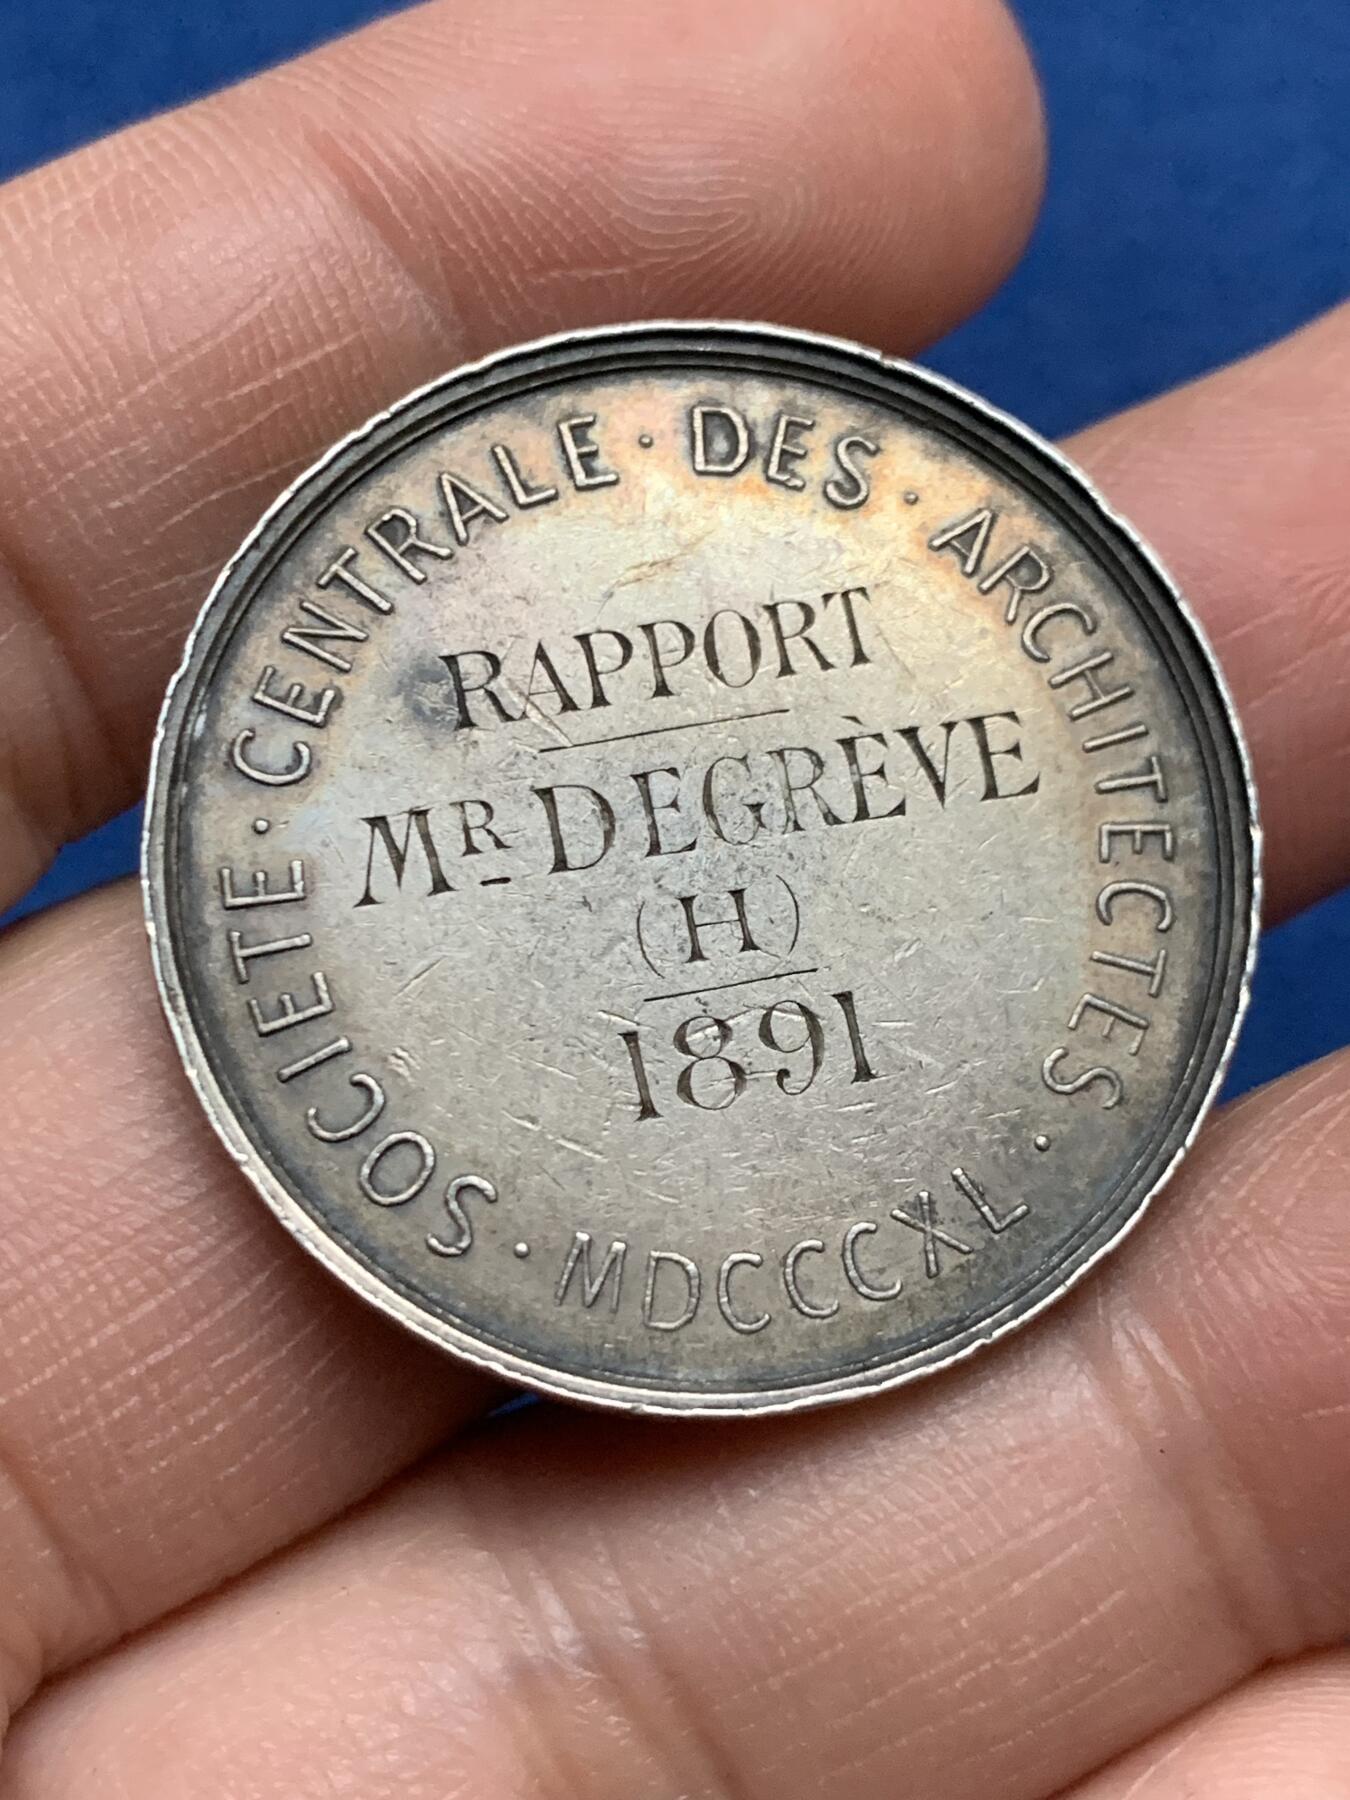 SOCIETE · CENTRALE · DES · ARCHITECTES ·
RAPPORT
MR DEGRÈVE
(H)
1891
· MDCCCXL ·